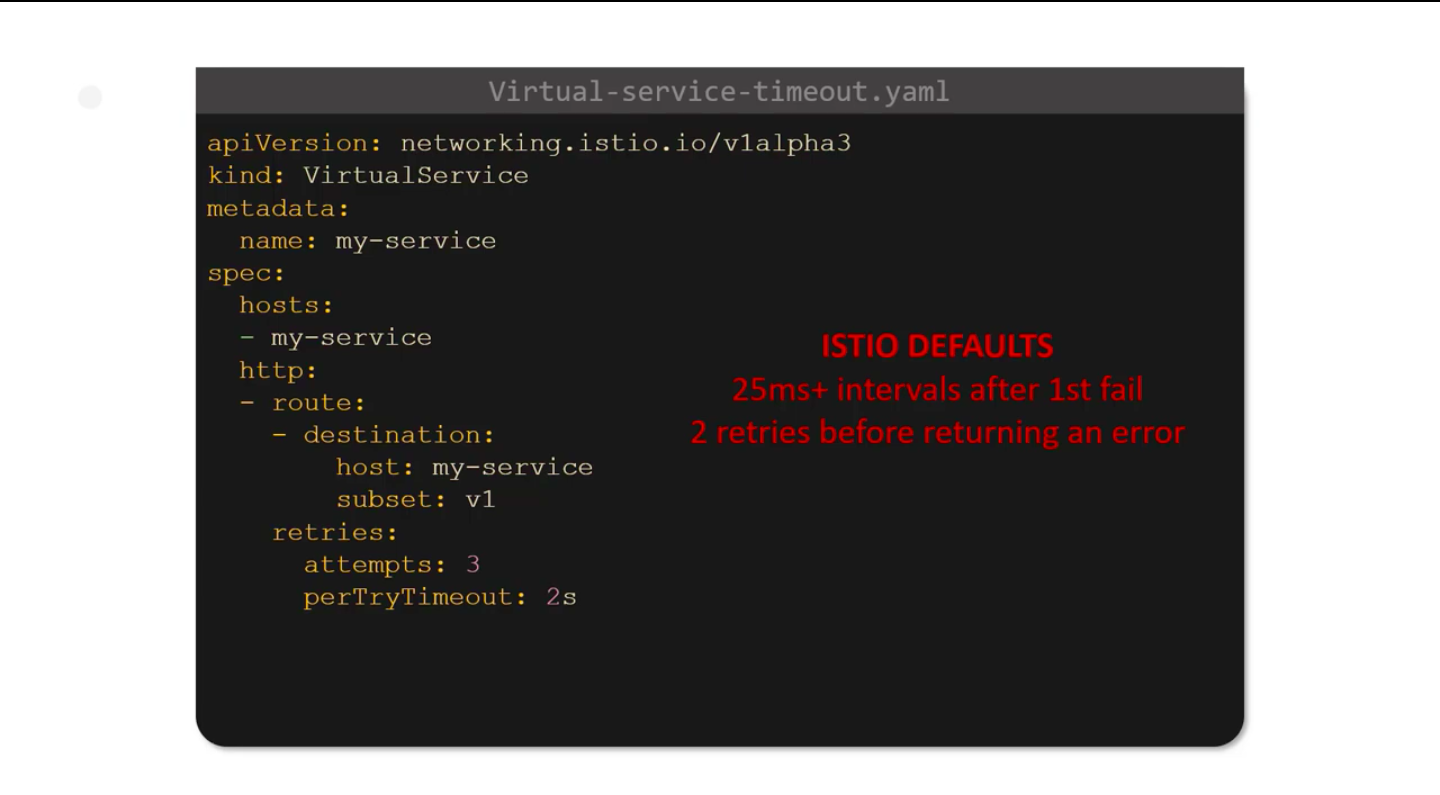 Virtual-service-timeout.yaml
apiVersion: networking.istio.io/v1alpha3
kind: VirtualService
metadata:
  name: my-service
spec:
  hosts:
  - my-service
  http:
  - route:
    - destination:
        host: my-service
        subset: v1
    retries:
      attempts: 3
      perTryTimeout: 2s
ISTIO DEFAULTS
25ms+ intervals after 1st fail
2 retries before returning an error